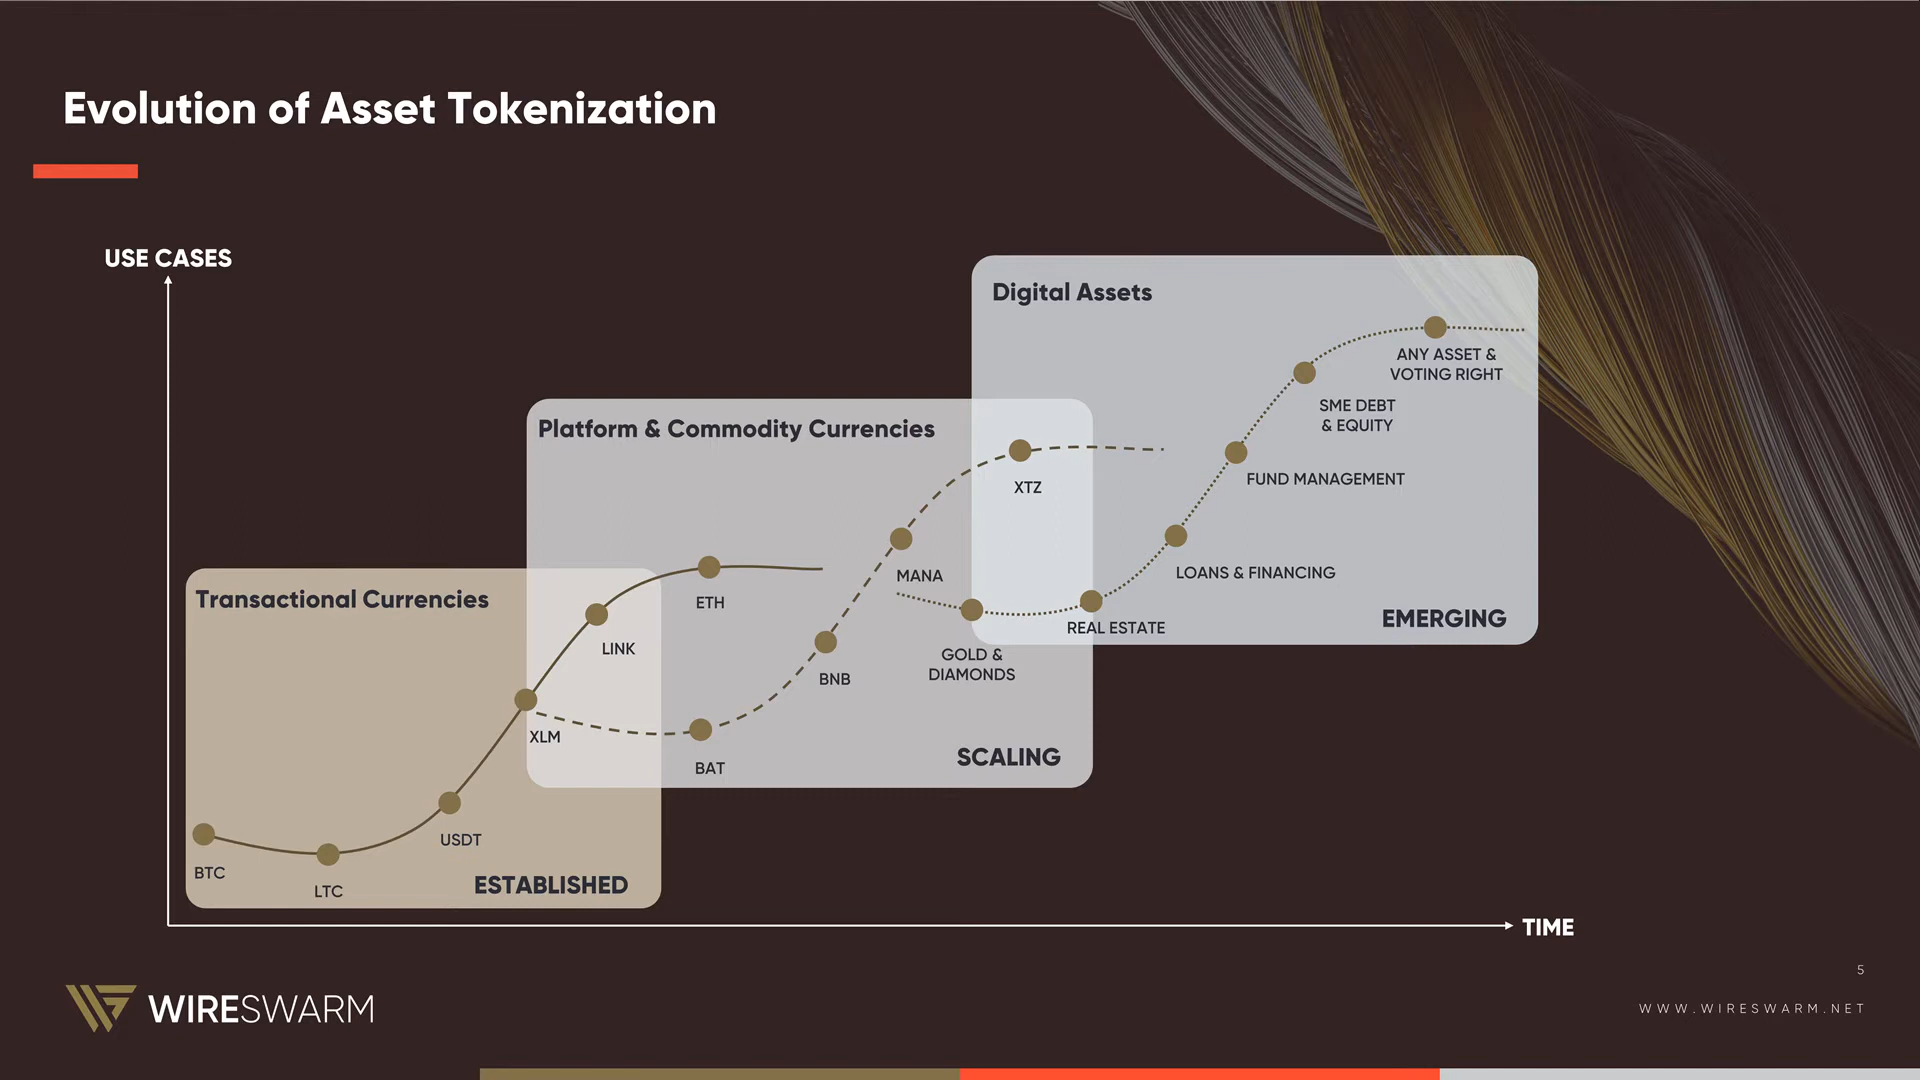 Evolution of Asset Tokenization
USE CASES
Digital Assets
ANY ASSET &
VOTING RIGHT
SME DEBT
& EQUITY
FUND MANAGEMENT
LOANS & FINANCING
REAL ESTATE
EMERGING
Platform & Commodity Currencies
XTZ
MANA
ETH
BNB
GOLD &
DIAMONDS
BAT
SCALING
Transactional Currencies
LINK
XLM
USDT
BTC
LTC
ESTABLISHED
TIME
5
WIRESWARM
WWW.WIRESWARM.NET